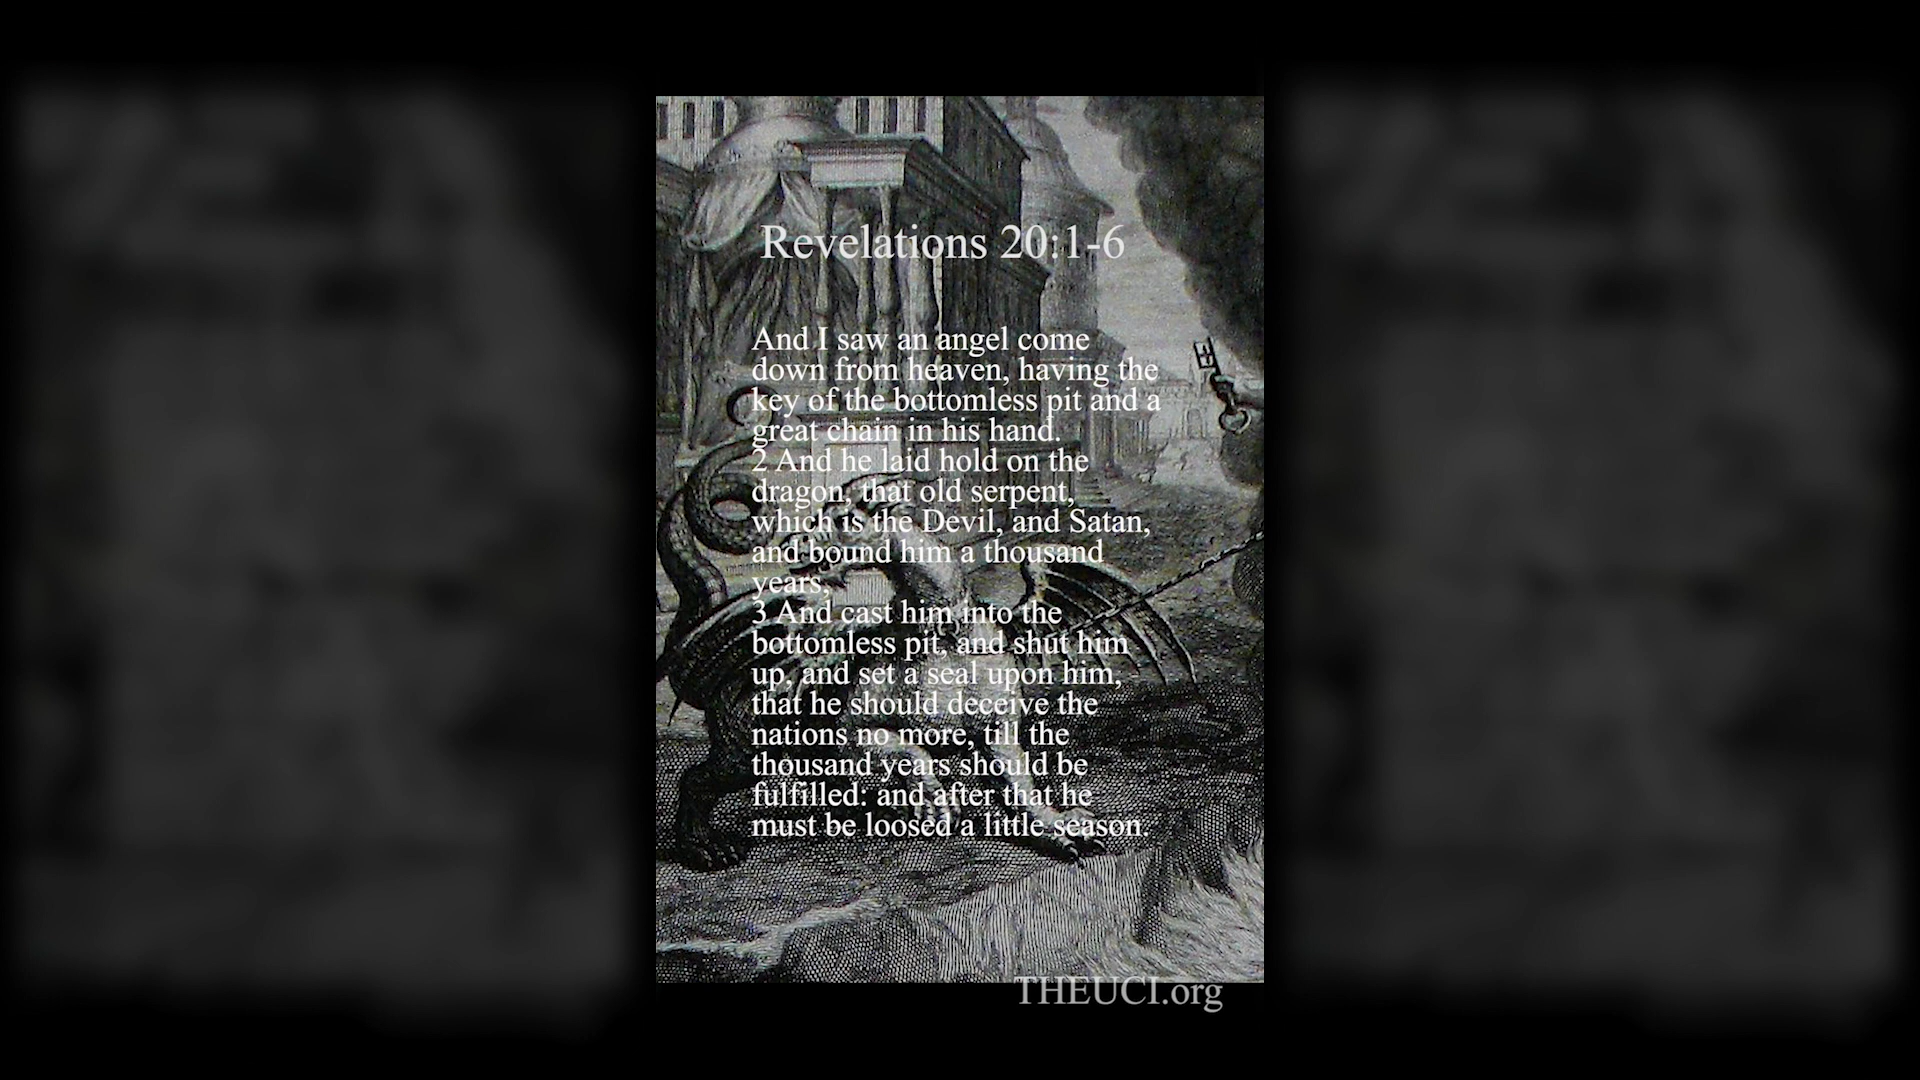 Revelations 20:1-6
And I saw an angel come
down from heaven, having the
key of the bottomless pit and a
great chain in his hand.
2 And he laid hold on the
dragon, that old serpent,
which is the Devil, and Satan,
and bound him a thousand
years,
3 And cast him into the
bottomless pit, and shut him
up, and set a seal upon him,
that he should deceive the
nations no more, till the
thousand years should be
fulfilled: and after that he
must be loosed a little season.
THEUCI.org